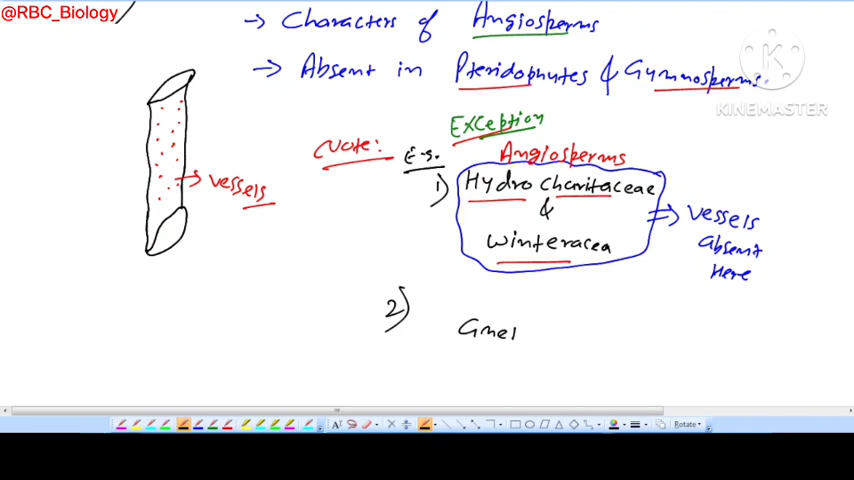 @RBC_Biology
-> Characters of Angiosperms
-> Absent in Pteridophytes & Gymnosperms.
KINEMASTER
EXCEPTION
Note: E.g. Angiosperms
1) Hydrocharitaceae
&
Winteracea
=> Vessels
Absent
Here
-> Vessels
2) Gnel
Rotate